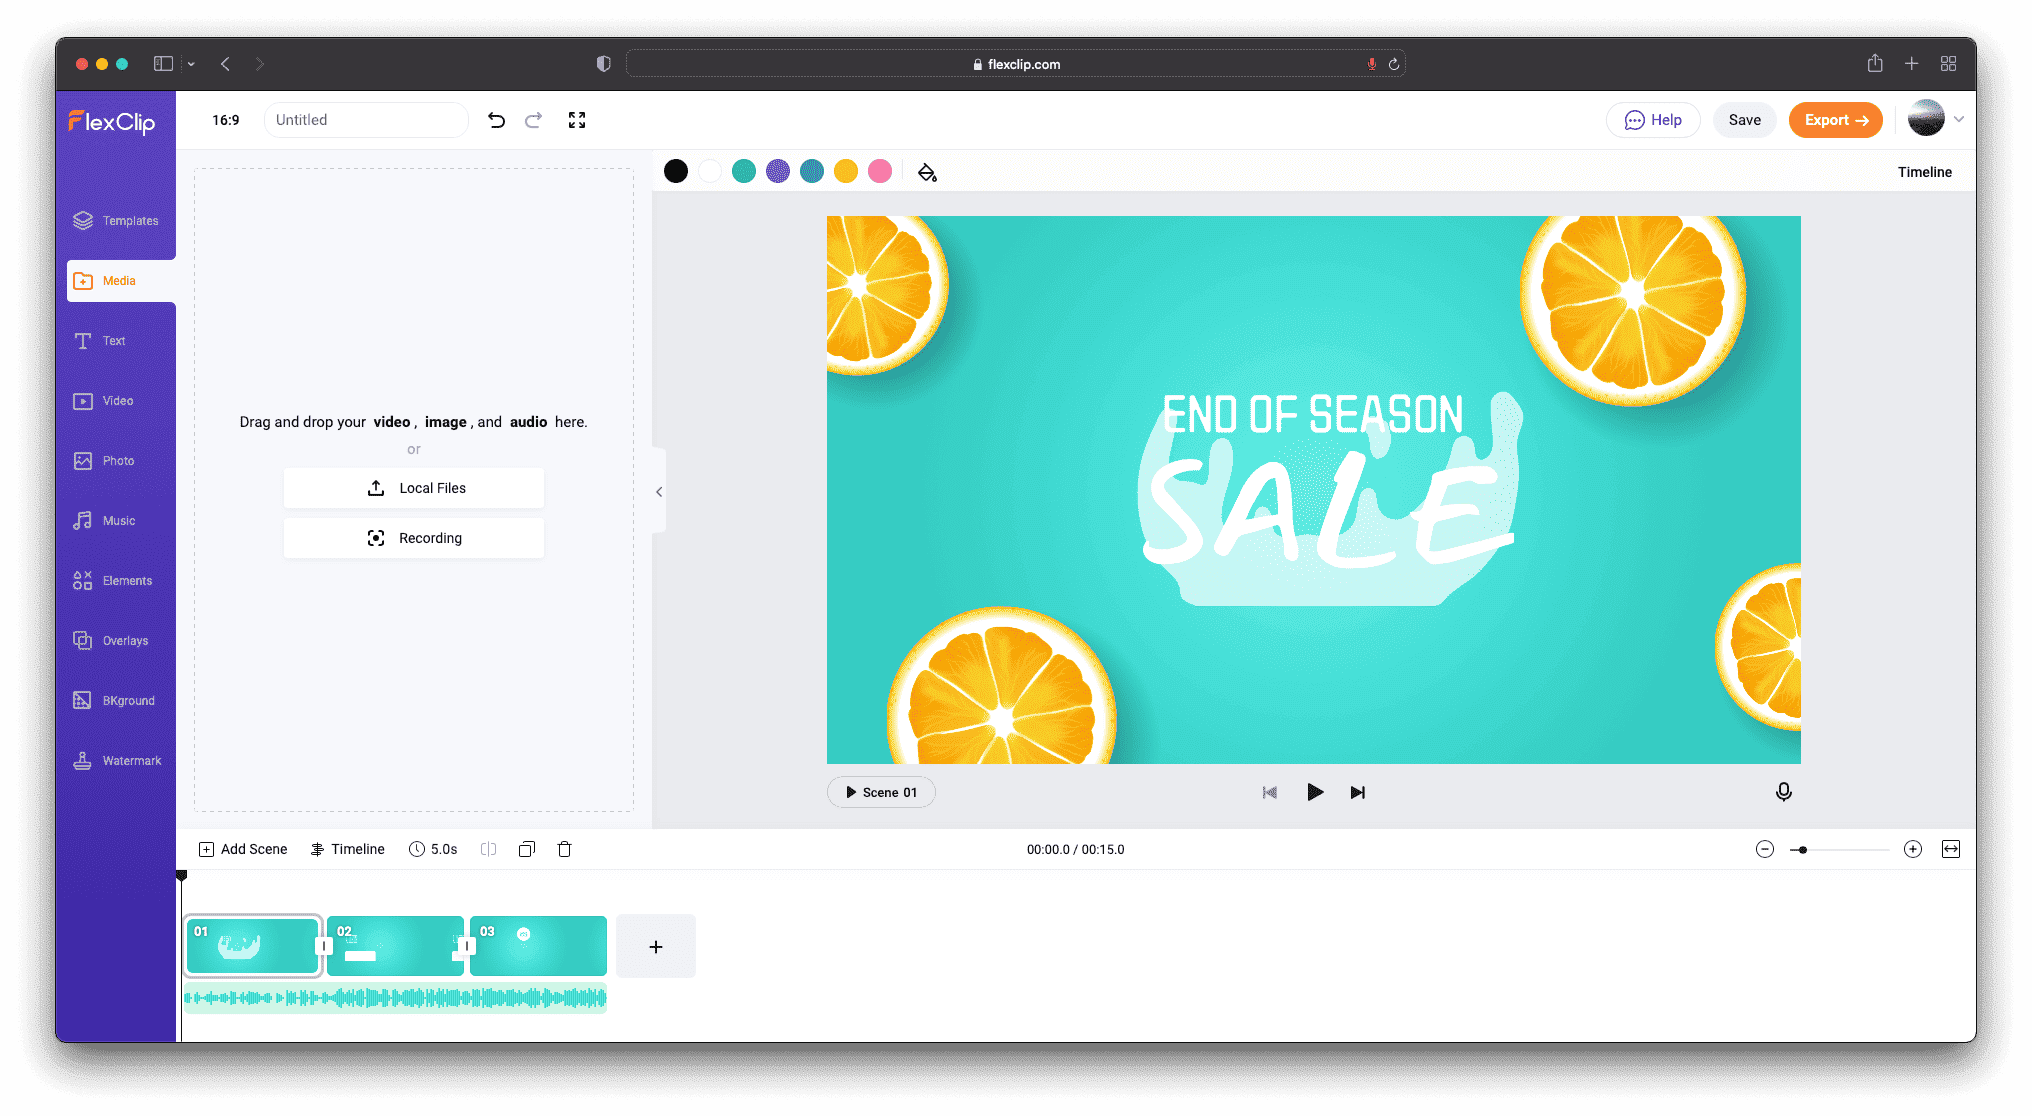 flexclip.com
FlexClip
16:9
Untitled
Help
Save
Export
Templates
Media
Text
Video
Photo
Music
Elements
Overlays
BKground
Watermark
Drag and drop your video, image, and audio here.
or
Local Files
Recording
Timeline
END OF SEASON
SALE
Scene 01
Add Scene
Timeline
5.0s
00:00.0 / 00:15.0
01
02
03